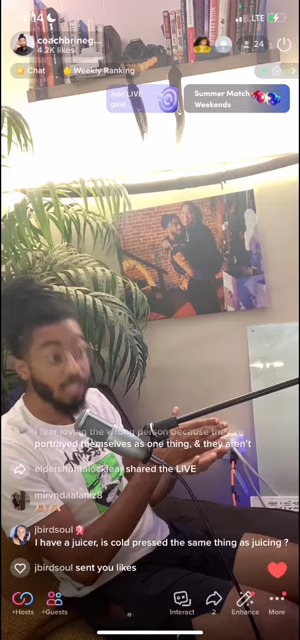 4:14
LTE
coachbrineg...
4.2K likes
24
Chat
Weekly Ranking
Add LIVE
goal
Summer Match
Weekends
I fear loving the wrong person because they've
portrayed themselves as one thing, & they aren't
shared the LIVE
jbirdsoul
I have a juicer, is cold pressed the same thing as juicing ?
jbirdsoul sent you likes
+Hosts
+Guests
Interact
2
Enhance
More